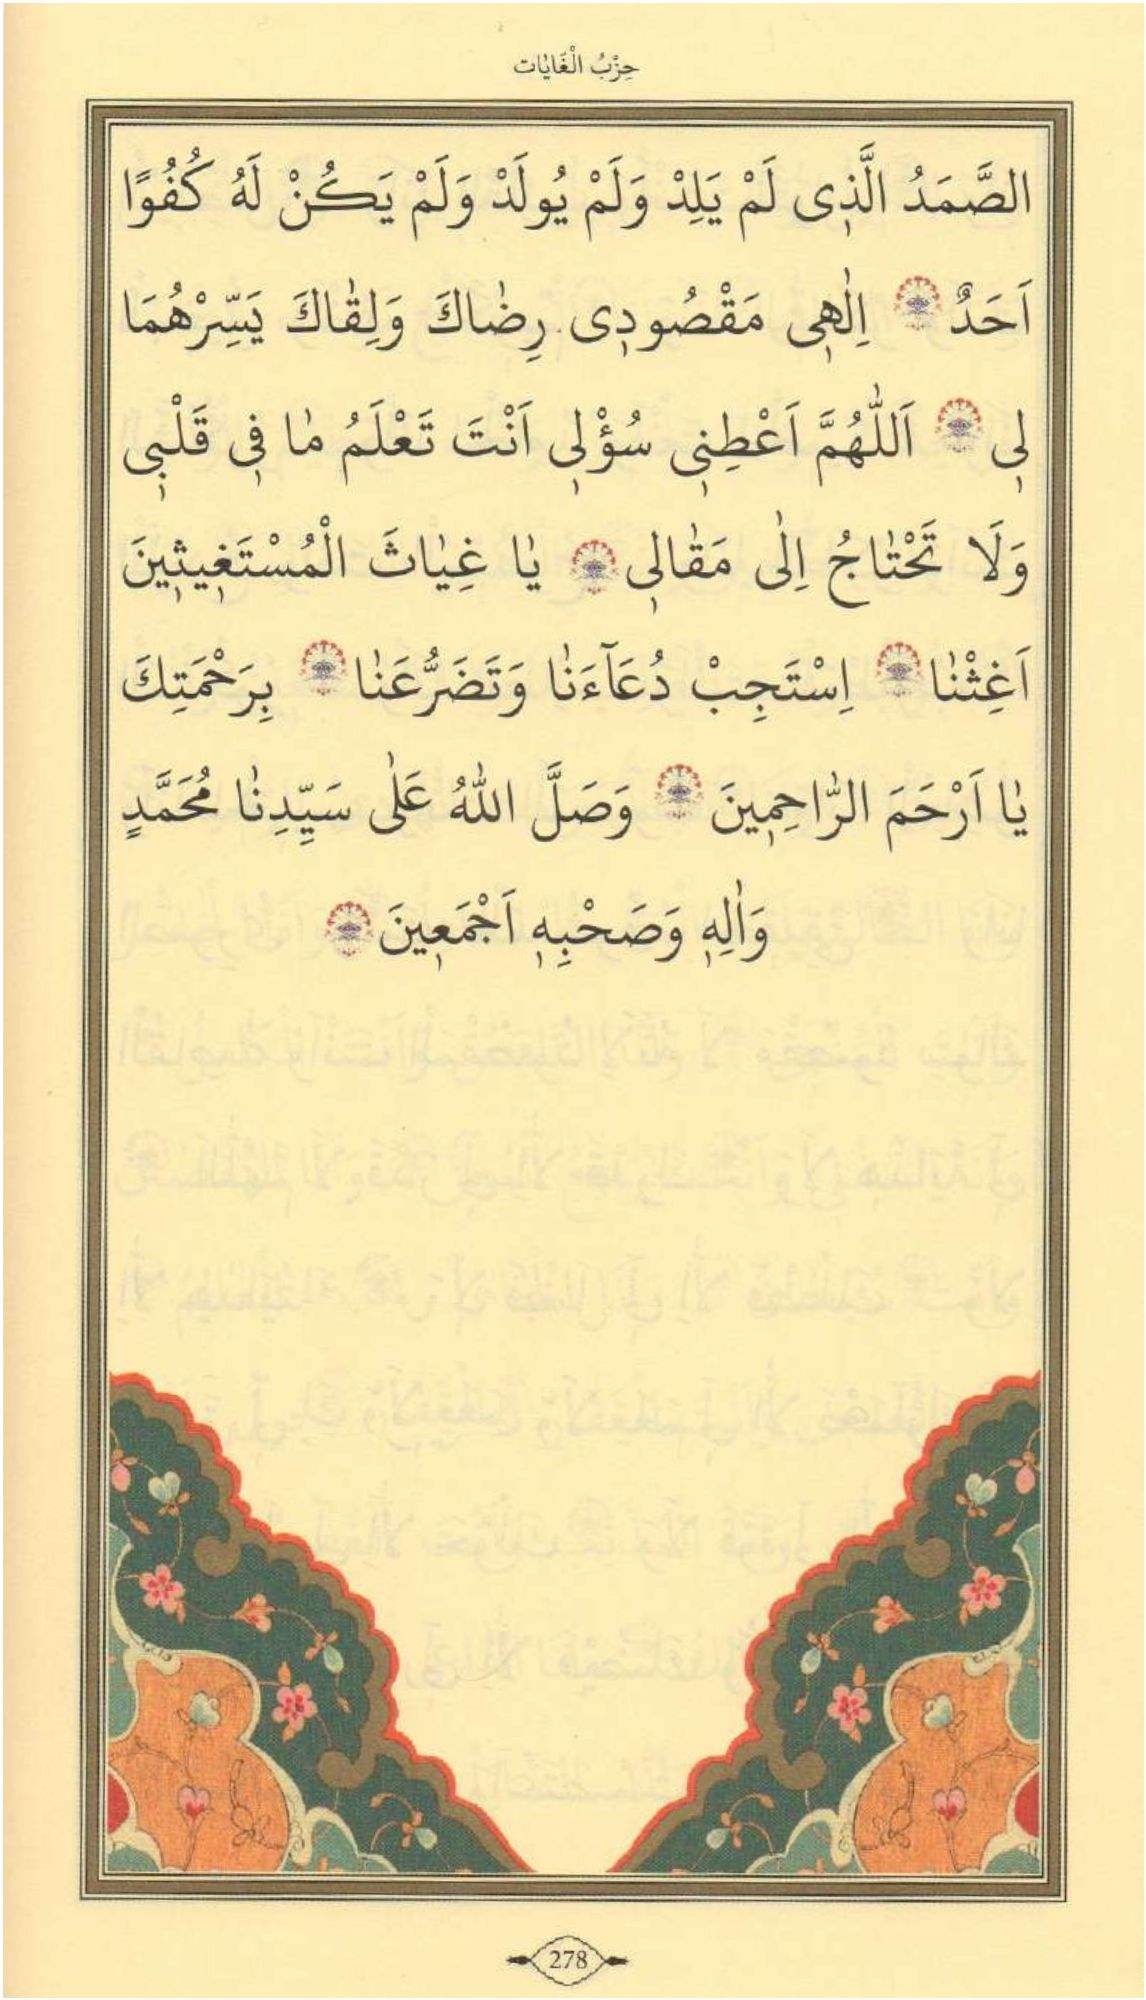 حِزْبُ الْغَايَات
الصَّمَدُ الَّذ۪ى لَمْ يَلِدْ وَلَمْ يُولَدْ وَلَمْ يَكُنْ لَهُ كُفُوًا
اَحَدٌ ۞ اِلٰه۪ى مَقْصُود۪ى رِضٰاكَ وَلِقٰاكَ يَسِّرْهُمَا
ل۪ى ۞ اَللّٰهُمَّ اَعْطِن۪ى سُؤْل۪ى اَنْتَ تَعْلَمُ مٰا ف۪ى قَلْب۪ى
وَلَا تَحْتٰاجُ اِلٰى مَقٰال۪ى ۞ يٰا غِيٰاثَ الْمُسْتَغ۪يث۪ينَ
اَغِثْنٰا ۞ اِسْتَجِبْ دُعَآءَنٰا وَتَضَرُّعَنٰا ۞ بِرَحْمَتِكَ
يٰا اَرْحَمَ الرّٰاحِم۪ينَ ۞ وَصَلَّ اللّٰهُ عَلٰى سَيِّدِنٰا مُحَمَّدٍ
وَاٰلِه۪ وَصَحْبِه۪ اَجْمَع۪ينَ ۞
278